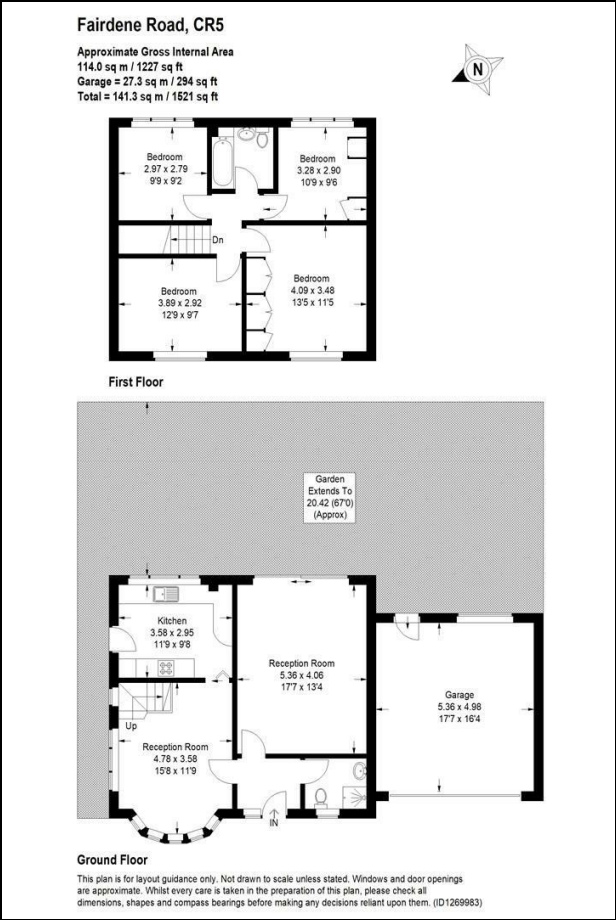 Fairdene Road, CR5
Approximate Gross Internal Area
114.0 sq m / 1227 sq ft
Garage = 27.3 sq m / 294 sq ft
Total = 141.3 sq m / 1521 sq ft
N
Bedroom
2.97 x 2.79
9'9 x 9'2
Bedroom
3.28 x 2.90
10'9 x 9'6
Dn
Bedroom
3.89 x 2.92
12'9 x 9'7
Bedroom
4.09 x 3.48
13'5 x 11'5
First Floor
Garden
Extends To
20.42 (67'0)
(Approx)
Kitchen
3.58 x 2.95
11'9 x 9'8
Reception Room
5.36 x 4.06
17'7 x 13'4
Garage
5.36 x 4.98
17'7 x 16'4
Up
Reception Room
4.78 x 3.58
15'8 x 11'9
IN
Ground Floor
This plan is for layout guidance only. Not drawn to scale unless stated. Windows and door openings
are approximate. Whilst every care is taken in the preparation of this plan, please check all
dimensions, shapes and compass bearings before making any decisions reliant upon them. (ID1269983)